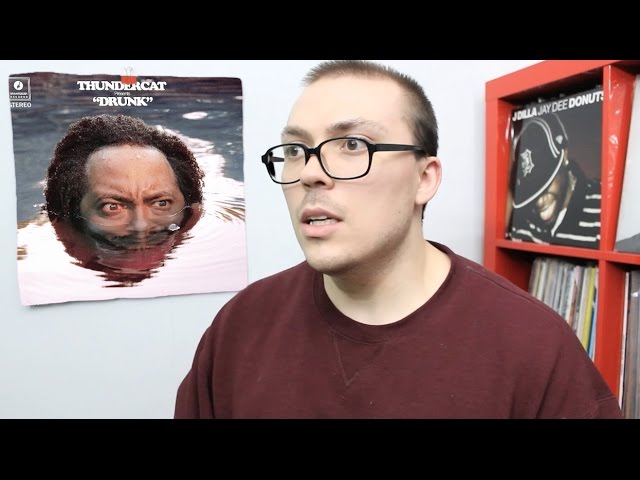 THUNDERCAT
Presents
"DRUNK"
STEREO
J DILLA JAY DEE DONUTS